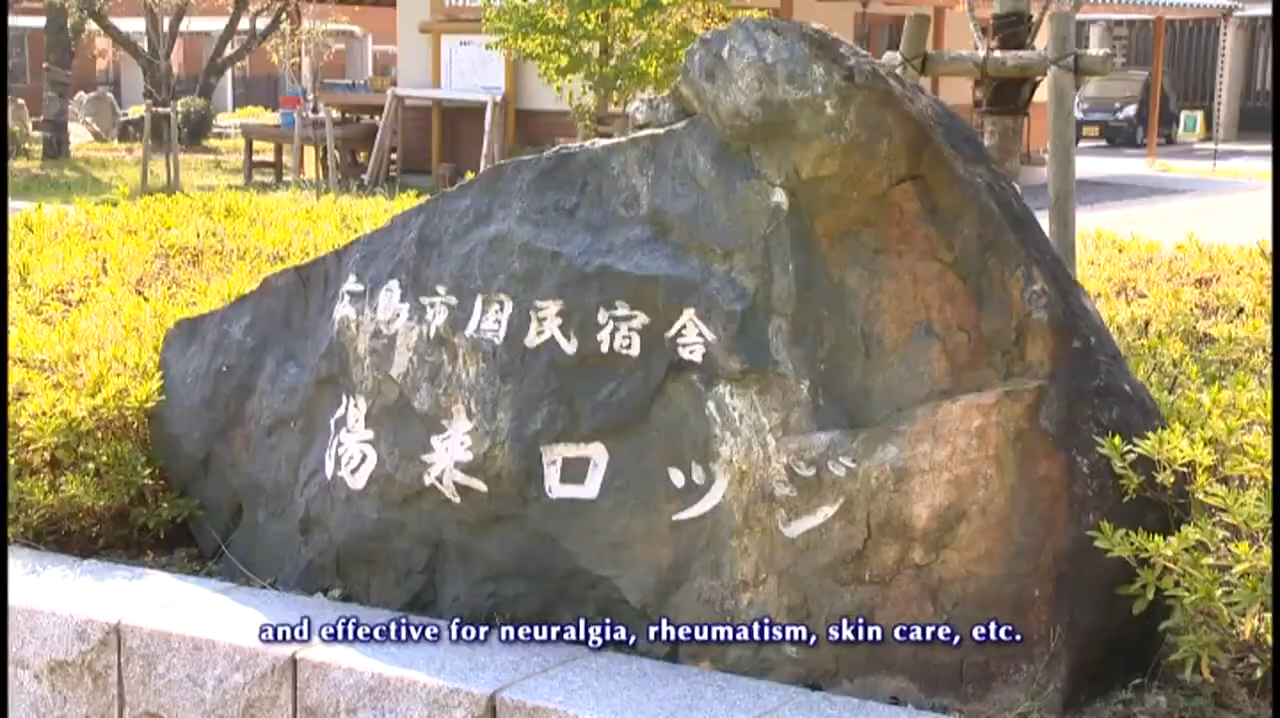 広島市国民宿舎
湯来ロッジ
and effective for neuralgia, rheumatism, skin care, etc.